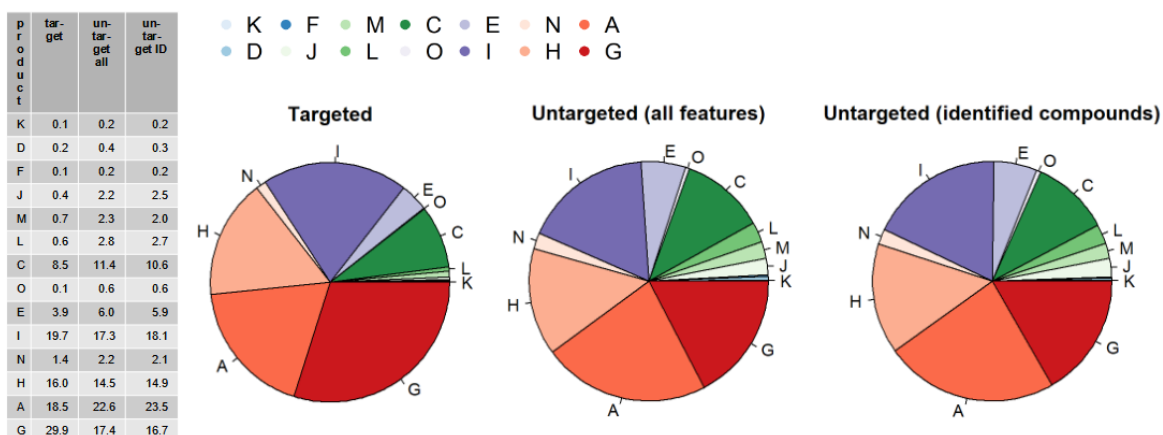 product tar-get un-tar-get all un-tar-get ID
K 0.1 0.2 0.2
D 0.2 0.4 0.3
F 0.1 0.2 0.2
J 0.4 2.2 2.5
M 0.7 2.3 2.0
L 0.6 2.8 2.7
C 8.5 11.4 10.6
O 0.1 0.6 0.6
E 3.9 6.0 5.9
I 19.7 17.3 18.1
N 1.4 2.2 2.1
H 16.0 14.5 14.9
A 18.5 22.6 23.5
G 29.9 17.4 16.7
K F M C E N A
D J L O I H G
Targeted
I
N
E
O
H
C
L
K
A
G
Untargeted (all features)
E
O
I
C
N
L
M
J
K
H
G
A
Untargeted (identified compounds)
E
O
I
C
N
L
M
J
K
H
G
A